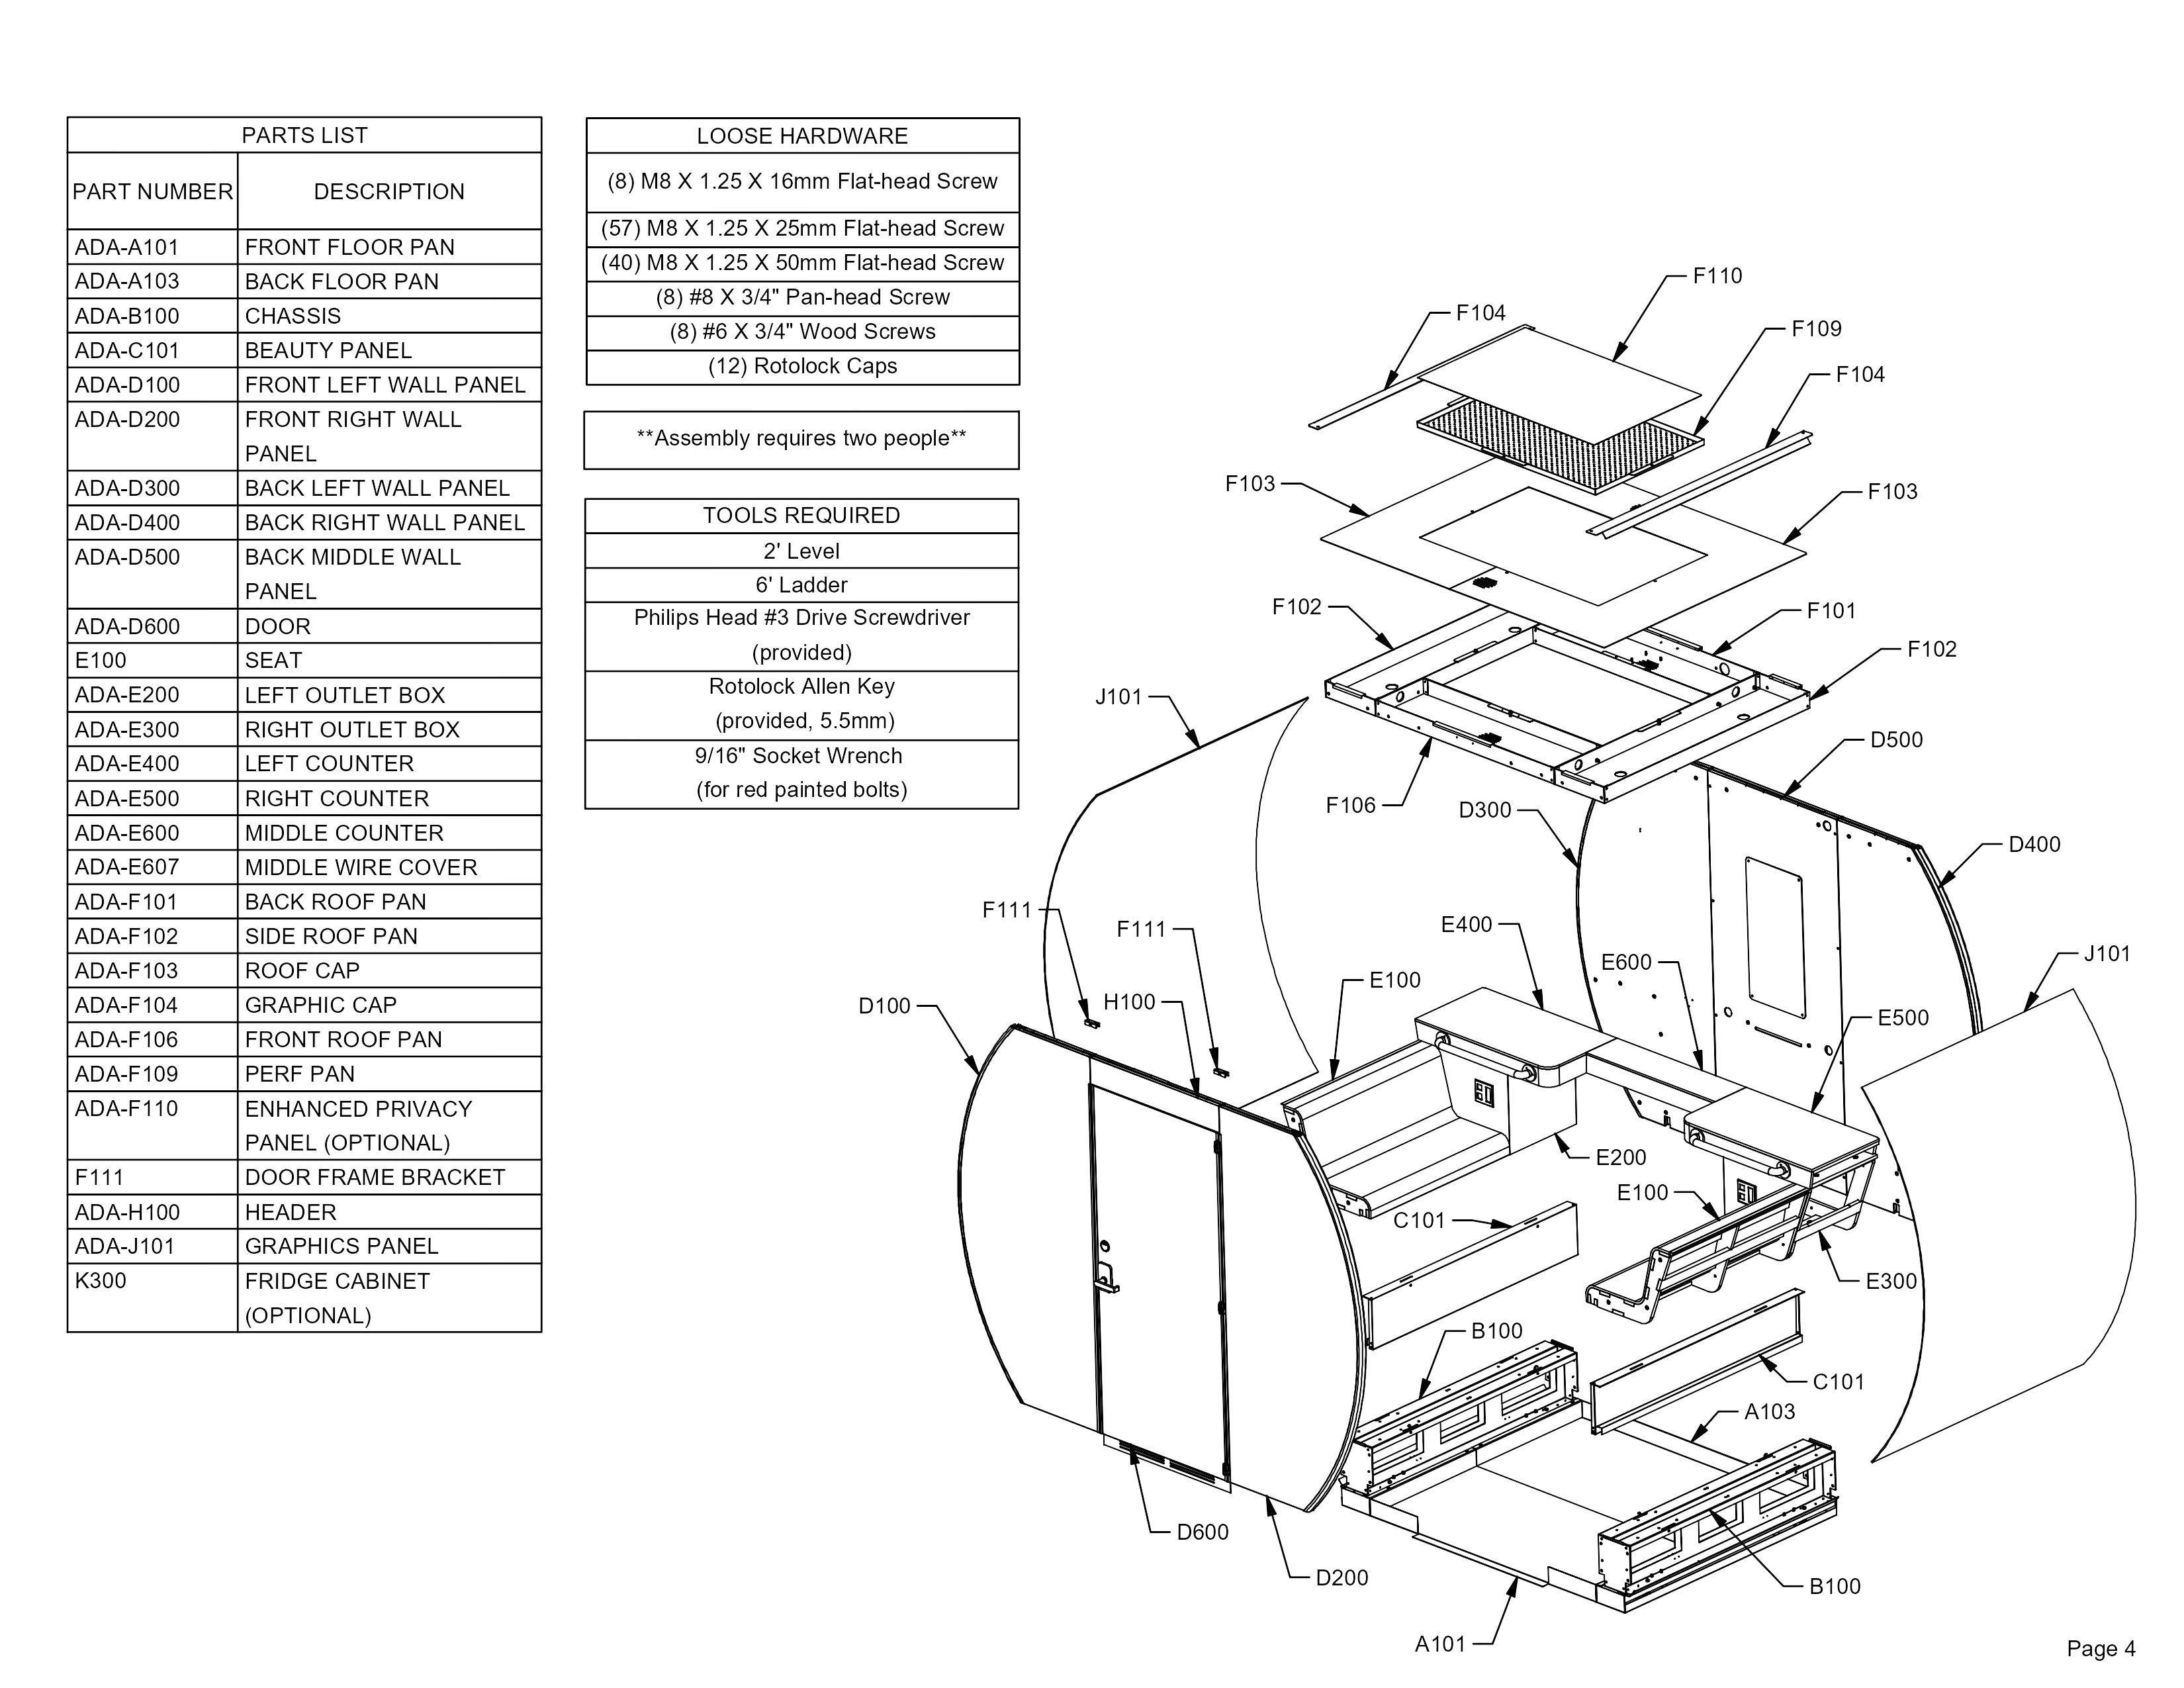 PARTS LIST
PART NUMBER DESCRIPTION
ADA-A101 FRONT FLOOR PAN
ADA-A103 BACK FLOOR PAN
ADA-B100 CHASSIS
ADA-C101 BEAUTY PANEL
ADA-D100 FRONT LEFT WALL PANEL
ADA-D200 FRONT RIGHT WALL
PANEL
ADA-D300 BACK LEFT WALL PANEL
ADA-D400 BACK RIGHT WALL PANEL
ADA-D500 BACK MIDDLE WALL
PANEL
ADA-D600 DOOR
E100 SEAT
ADA-E200 LEFT OUTLET BOX
ADA-E300 RIGHT OUTLET BOX
ADA-E400 LEFT COUNTER
ADA-E500 RIGHT COUNTER
ADA-E600 MIDDLE COUNTER
ADA-E607 MIDDLE WIRE COVER
ADA-F101 BACK ROOF PAN
ADA-F102 SIDE ROOF PAN
ADA-F103 ROOF CAP
ADA-F104 GRAPHIC CAP
ADA-F106 FRONT ROOF PAN
ADA-F109 PERF PAN
ADA-F110 ENHANCED PRIVACY
PANEL (OPTIONAL)
F111 DOOR FRAME BRACKET
ADA-H100 HEADER
ADA-J101 GRAPHICS PANEL
K300 FRIDGE CABINET
(OPTIONAL)
LOOSE HARDWARE
(8) M8 X 1.25 X 16mm Flat-head Screw
(57) M8 X 1.25 X 25mm Flat-head Screw
(40) M8 X 1.25 X 50mm Flat-head Screw
(8) #8 X 3/4" Pan-head Screw
(8) #6 X 3/4" Wood Screws
(12) Rotolock Caps
**Assembly requires two people**
TOOLS REQUIRED
2' Level
6' Ladder
Philips Head #3 Drive Screwdriver
(provided)
Rotolock Allen Key
(provided, 5.5mm)
9/16" Socket Wrench
(for red painted bolts)
F110
F104
F109
F104
F103
F103
F102
F101
F102
J101
D500
F106
D300
D400
F111
F111
E400
E600
J101
E100
H100
D100
E500
E200
E100
C101
E300
B100
C101
A103
D600
D200
B100
A101
Page 4